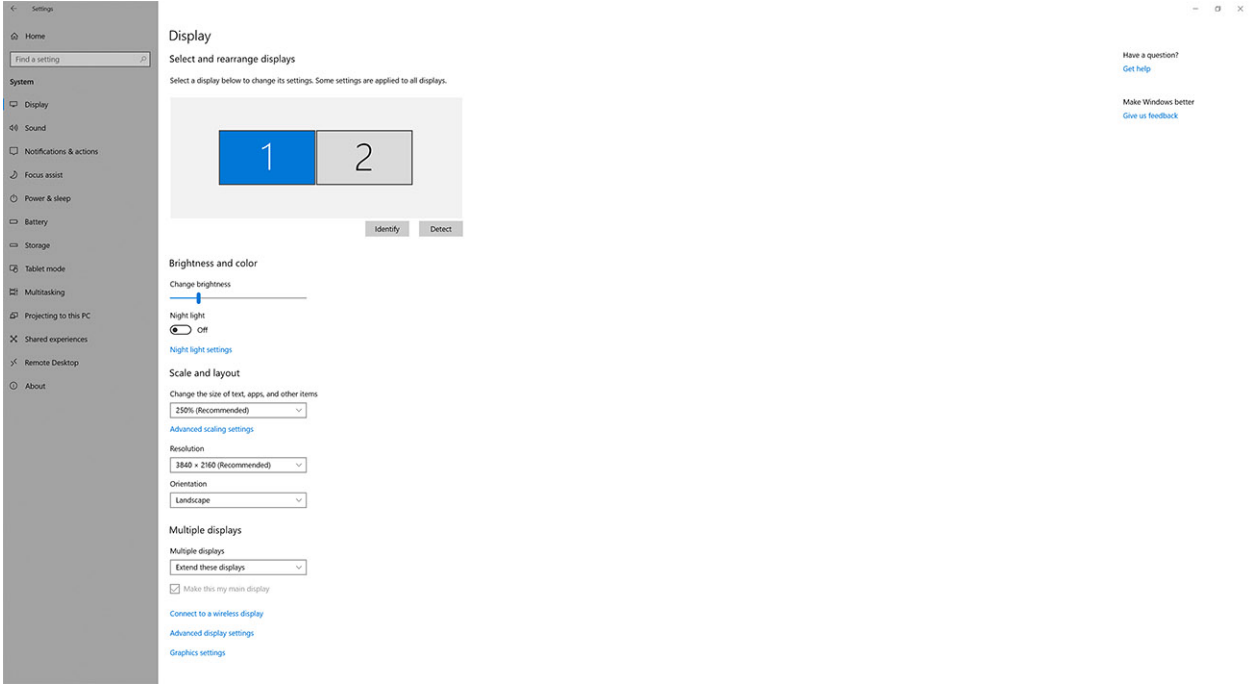 Settings
Home
Find a setting
System
Display
Sound
Notifications & actions
Focus assist
Power & sleep
Battery
Storage
Tablet mode
Multitasking
Projecting to this PC
Shared experiences
Remote Desktop
About
Display
Select and rearrange displays
Select a display below to change its settings. Some settings are applied to all displays.
1 2
Identify Detect
Brightness and color
Change brightness
Night light
Off
Night light settings
Scale and layout
Change the size of text, apps, and other items
250% (Recommended)
Advanced scaling settings
Resolution
3840 × 2160 (Recommended)
Orientation
Landscape
Multiple displays
Multiple displays
Extend these displays
Make this my main display
Connect to a wireless display
Advanced display settings
Graphics settings
Have a question?
Get help
Make Windows better
Give us feedback